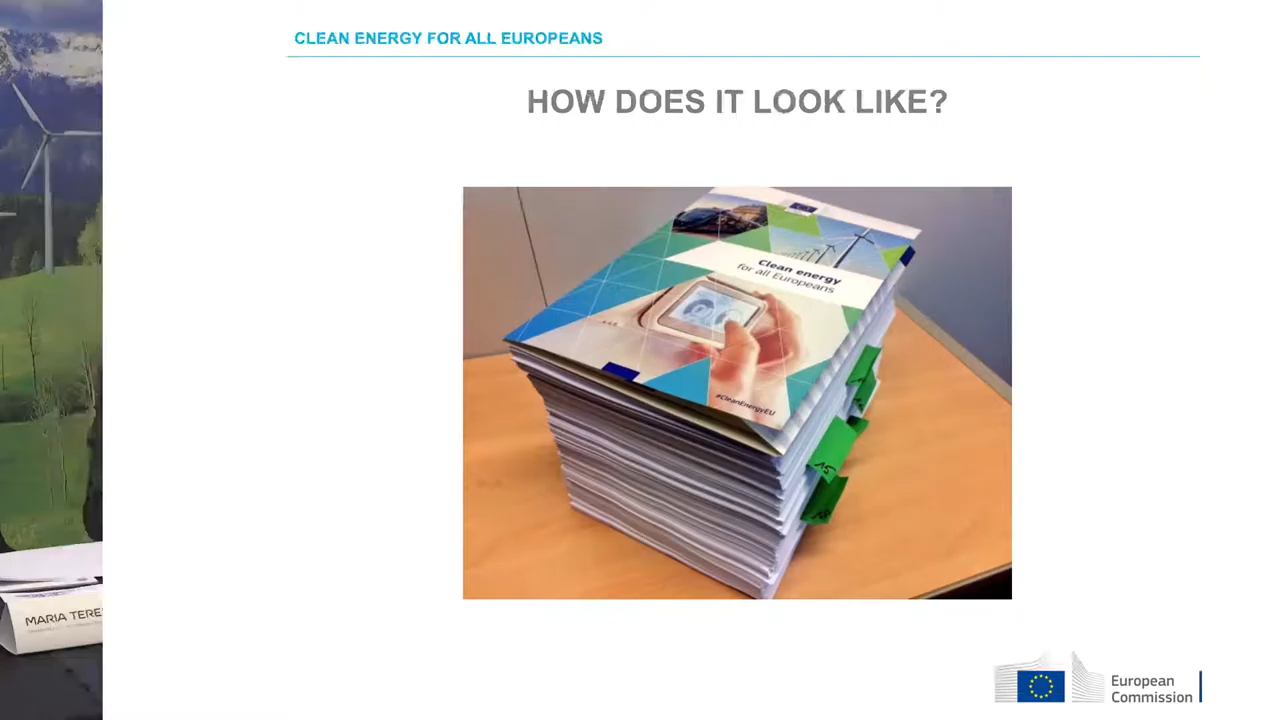 CLEAN ENERGY FOR ALL EUROPEANS
HOW DOES IT LOOK LIKE?
Clean energy
for all Europeans
#CleanEnergyEU
15
MARIA TERE
European
Commission